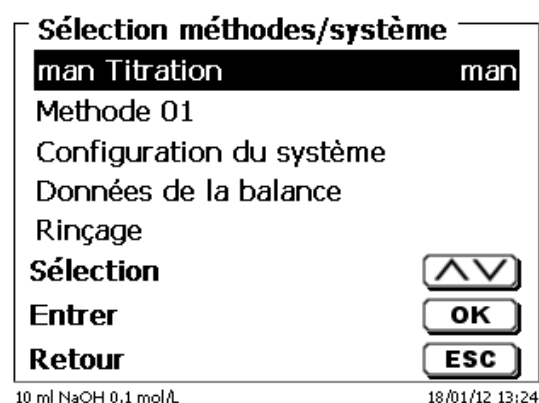 Sélection méthodes/système
man Titration man
Methode 01
Configuration du système
Données de la balance
Rinçage
Sélection
Entrer OK
Retour ESC
10 ml NaOH 0.1 mol/L 18/01/12 13:24